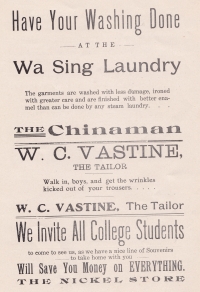 Have Your Washing Done
AT THE
Wa Sing Laundry
The garments are washed with less damage, ironed
with greater care and are finished with better ena-
mel than can be done by any steam laundry. . . .
THE Chinaman
W. C. VASTINE,
THE TAILOR
Walk in, boys, and get the wrinkles
kicked out of your trousers. . . . .
W. C. VASTINE, The Tailor
We Invite All College Students
to come to see us, as we have a nice line of Souvenirs
to take home with you
Will Save You Money on EVERYTHING.
THE NICKEL STORE